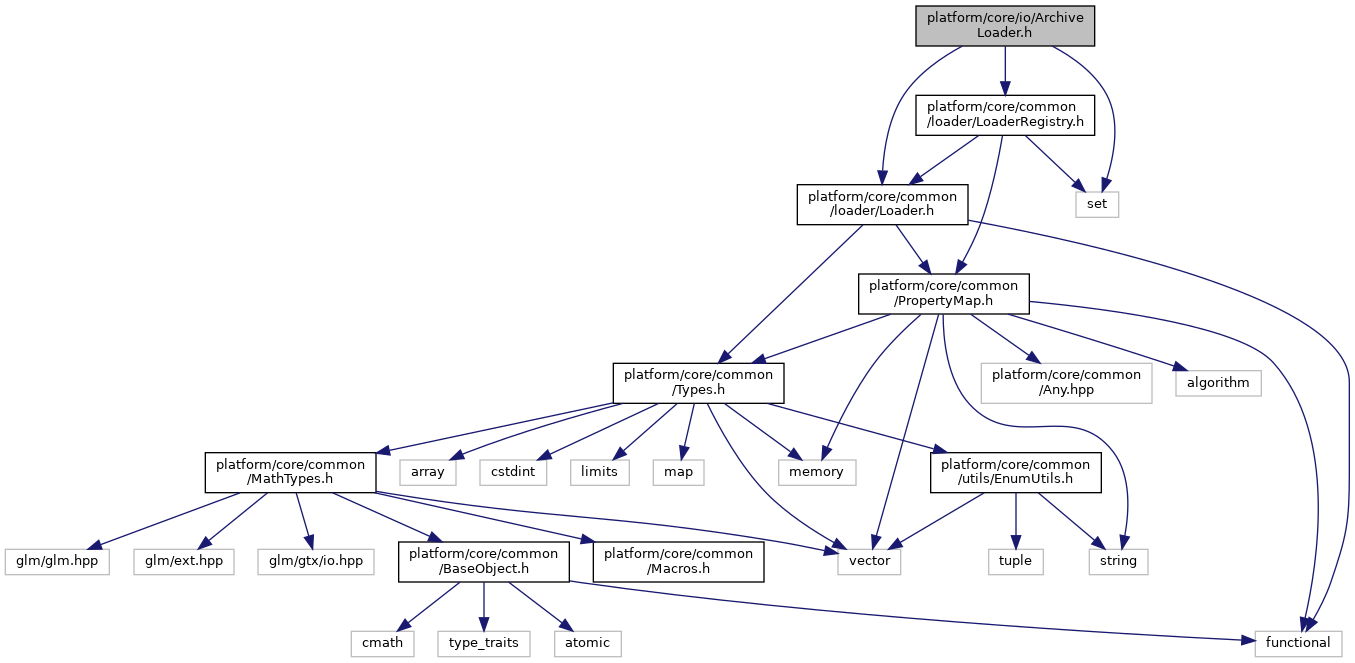 platform/core/io/Archive
Loader.h
platform/core/common
/loader/LoaderRegistry.h
platform/core/common
/loader/Loader.h
set
platform/core/common
/PropertyMap.h
platform/core/common
/Types.h
platform/core/common
/Any.hpp
algorithm
platform/core/common
/MathTypes.h
array
cstdint
limits
map
memory
platform/core/common
/utils/EnumUtils.h
glm/glm.hpp
glm/ext.hpp
glm/gtx/io.hpp
platform/core/common
/BaseObject.h
platform/core/common
/Macros.h
vector
tuple
string
cmath
type_traits
atomic
functional